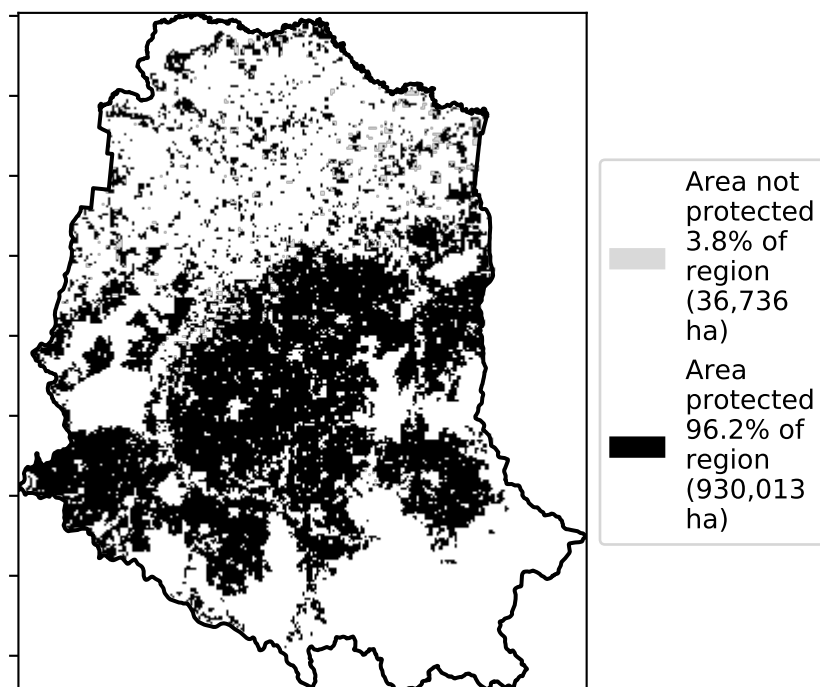 Area not
protected
3.8% of
region
(36,736
ha)
Area
protected
96.2% of
region
(930,013
ha)